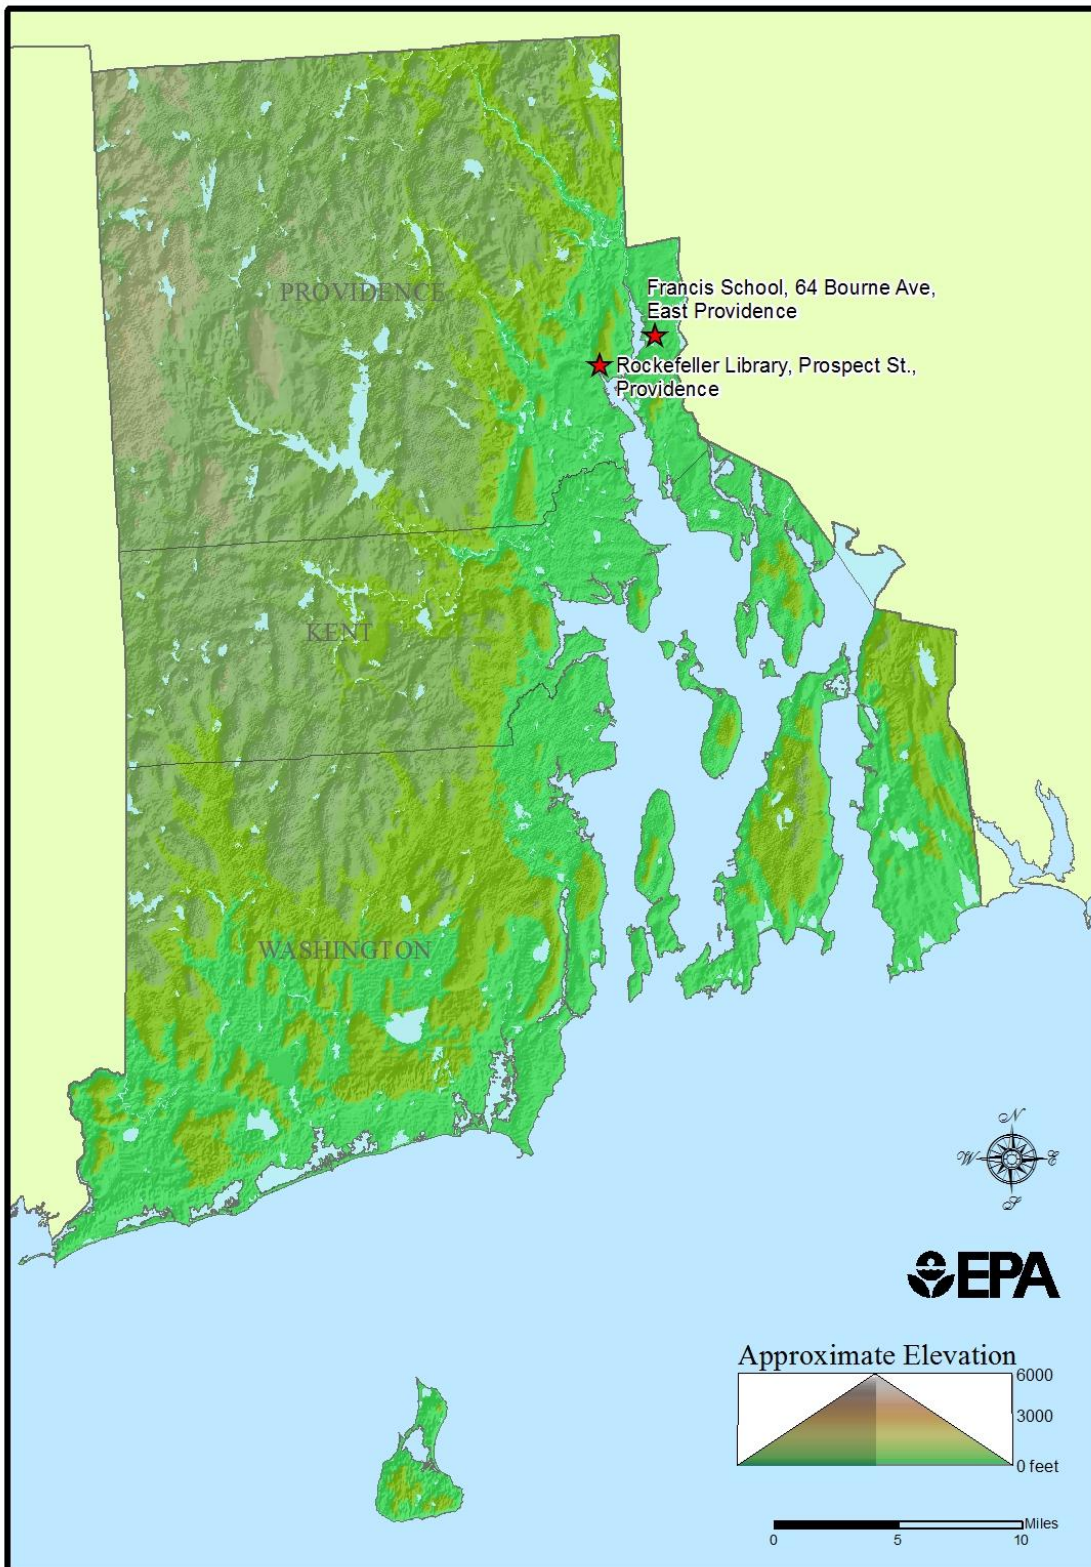 PROVIDENCE
Francis School, 64 Bourne Ave,
East Providence
Rockefeller Library, Prospect St.,
Providence
KENT
WASHINGTON
N
W
E
S
EPA
Approximate Elevation
6000
3000
0 feet
Miles
0
5
10